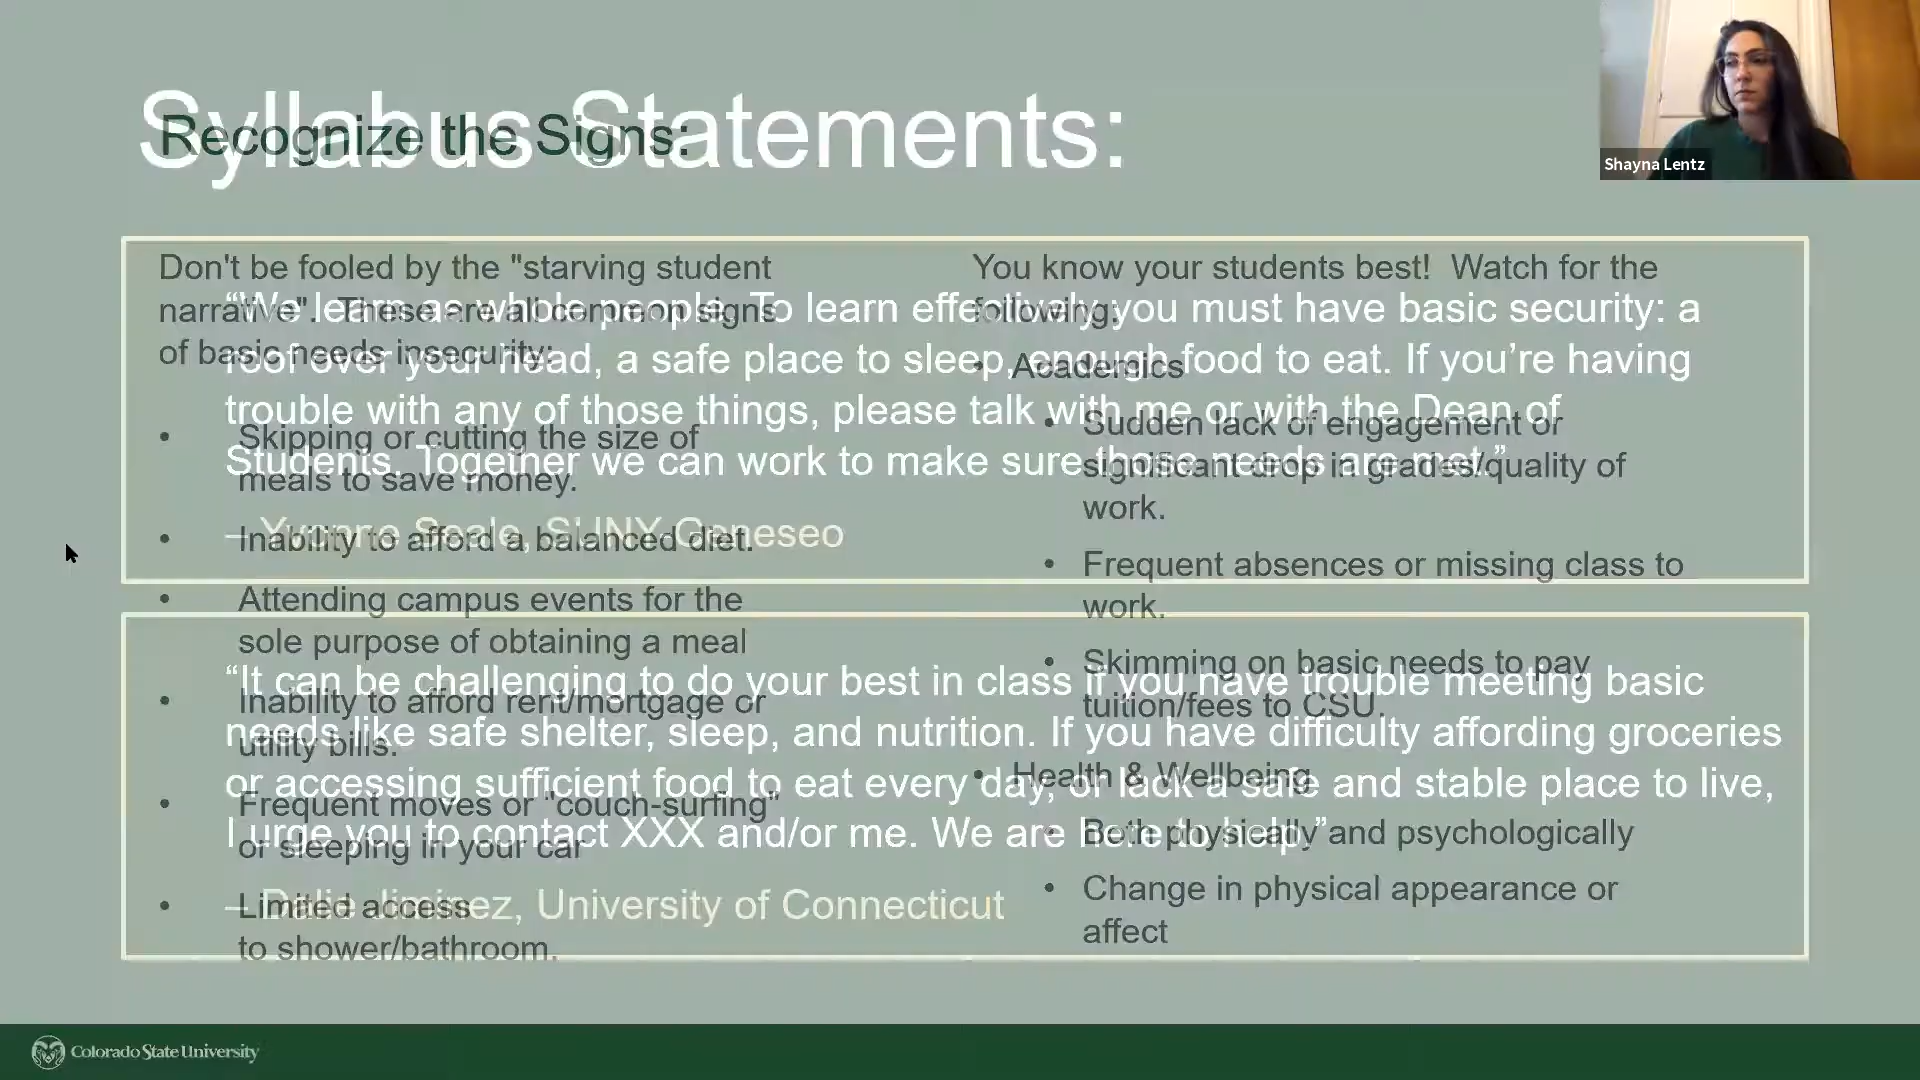 Syllabus Statements:
Recognize the Signs:
Shayna Lentz
Don't be fooled by the "starving student
narrative". These are all common signs
of basic needs insecurity:
• Skipping or cutting the size of
meals to save money.
• Inability to afford a balanced diet.
• Attending campus events for the
sole purpose of obtaining a meal
• Inability to afford rent/mortgage or
utility bills.
• Frequent moves or "couch-surfing"
or sleeping in your car
• Limited access
to shower/bathroom.
You know your students best! Watch for the
following:
• Academics
• Sudden lack of engagement or
significant drop in grades/quality of
work.
• Frequent absences or missing class to
work.
• Skimming on basic needs to pay
tuition/fees to CSU.
• Health & Wellbeing
• Both physically and psychologically
• Change in physical appearance or
affect
“We learn as whole people. To learn effectively you must have basic security: a
roof over your head, a safe place to sleep, enough food to eat. If you’re having
trouble with any of those things, please talk with me or with the Dean of
Students. Together we can work to make sure those needs are met.”
– Yvonne Seale, SUNY Geneseo
“It can be challenging to do your best in class if you have trouble meeting basic
needs like safe shelter, sleep, and nutrition. If you have difficulty affording groceries
or accessing sufficient food to eat every day, or lack a safe and stable place to live,
I urge you to contact XXX and/or me. We are here to help.”
– Dalie Jiminez, University of Connecticut
Colorado State University